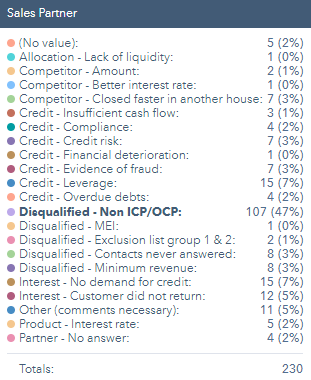 Sales Partner
(No value): 5 (2%)
Allocation - Lack of liquidity: 1 (0%)
Competitor - Amount: 2 (1%)
Competitor - Better interest rate: 1 (0%)
Competitor - Closed faster in another house: 7 (3%)
Credit - Insufficient cash flow: 3 (1%)
Credit - Compliance: 4 (2%)
Credit - Credit risk: 7 (3%)
Credit - Financial deterioration: 1 (0%)
Credit - Evidence of fraud: 7 (3%)
Credit - Leverage: 15 (7%)
Credit - Overdue debts: 4 (2%)
Disqualified - Non ICP/OCP: 107 (47%)
Disqualified - MEI: 1 (0%)
Disqualified - Exclusion list group 1 & 2: 2 (1%)
Disqualified - Contacts never answered: 8 (3%)
Disqualified - Minimum revenue: 8 (3%)
Interest - No demand for credit: 15 (7%)
Interest - Customer did not return: 12 (5%)
Other (comments necessary): 11 (5%)
Product - Interest rate: 5 (2%)
Partner - No answer: 4 (2%)
Totals: 230